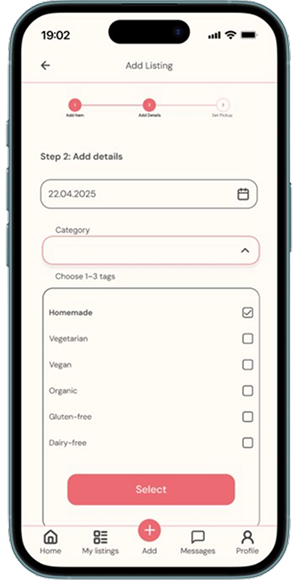 19:02
Add Listing
1 2 3
Add Item Add Details Set Pickup
Step 2: Add details
22.04.2025
Category
Choose 1–3 tags
Homemade
Vegetarian
Vegan
Organic
Gluten-free
Dairy-free
Select
Home My listings Add Messages Profile